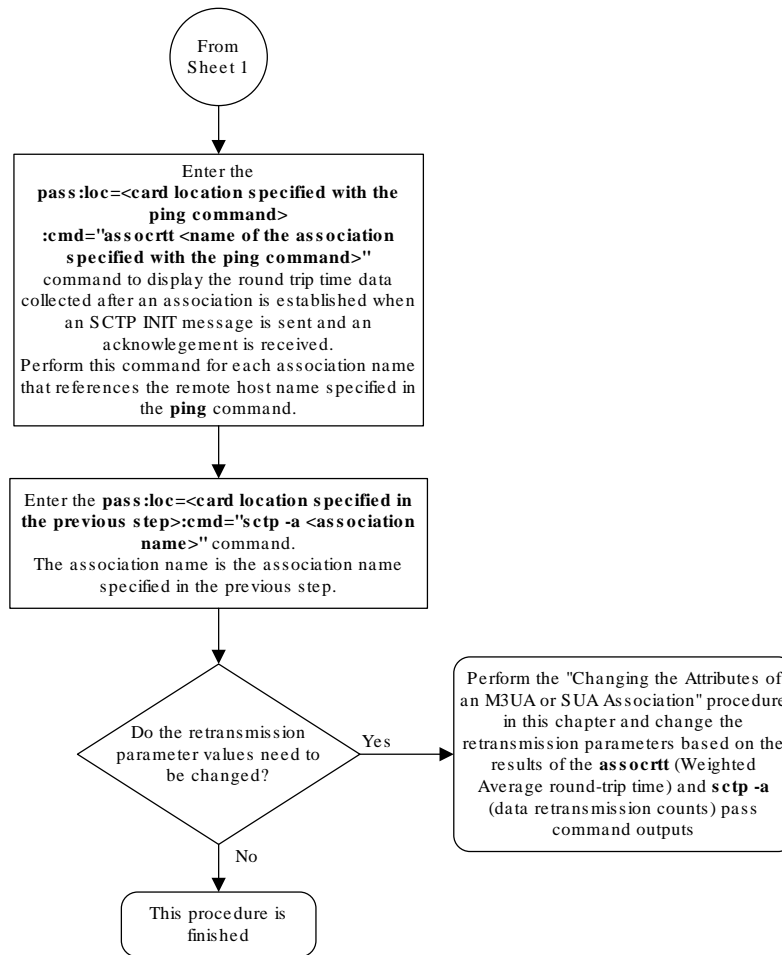 From
Sheet 1
Enter the
pass:loc=<card location specified with the
ping command>
:cmd="assocrtt <name of the association
specified with the ping command>"
command to display the round trip time data
collected after an association is established when
an SCTP INIT message is sent and an
acknowlegement is received.
Perform this command for each association name
that references the remote host name specified in
the ping command.
Enter the pass:loc=<card location specified in
the previous step>:cmd="sctp -a <association
name>" command.
The association name is the association name
specified in the previous step.
Do the retransmission
parameter values need to
be changed?
Yes
Perform the "Changing the Attributes of
an M3UA or SUA Association" procedure
in this chapter and change the
retransmission parameters based on the
results of the assocrtt (Weighted
Average round-trip time) and sctp -a
(data retransmission counts) pass
command outputs
No
This procedure is
finished